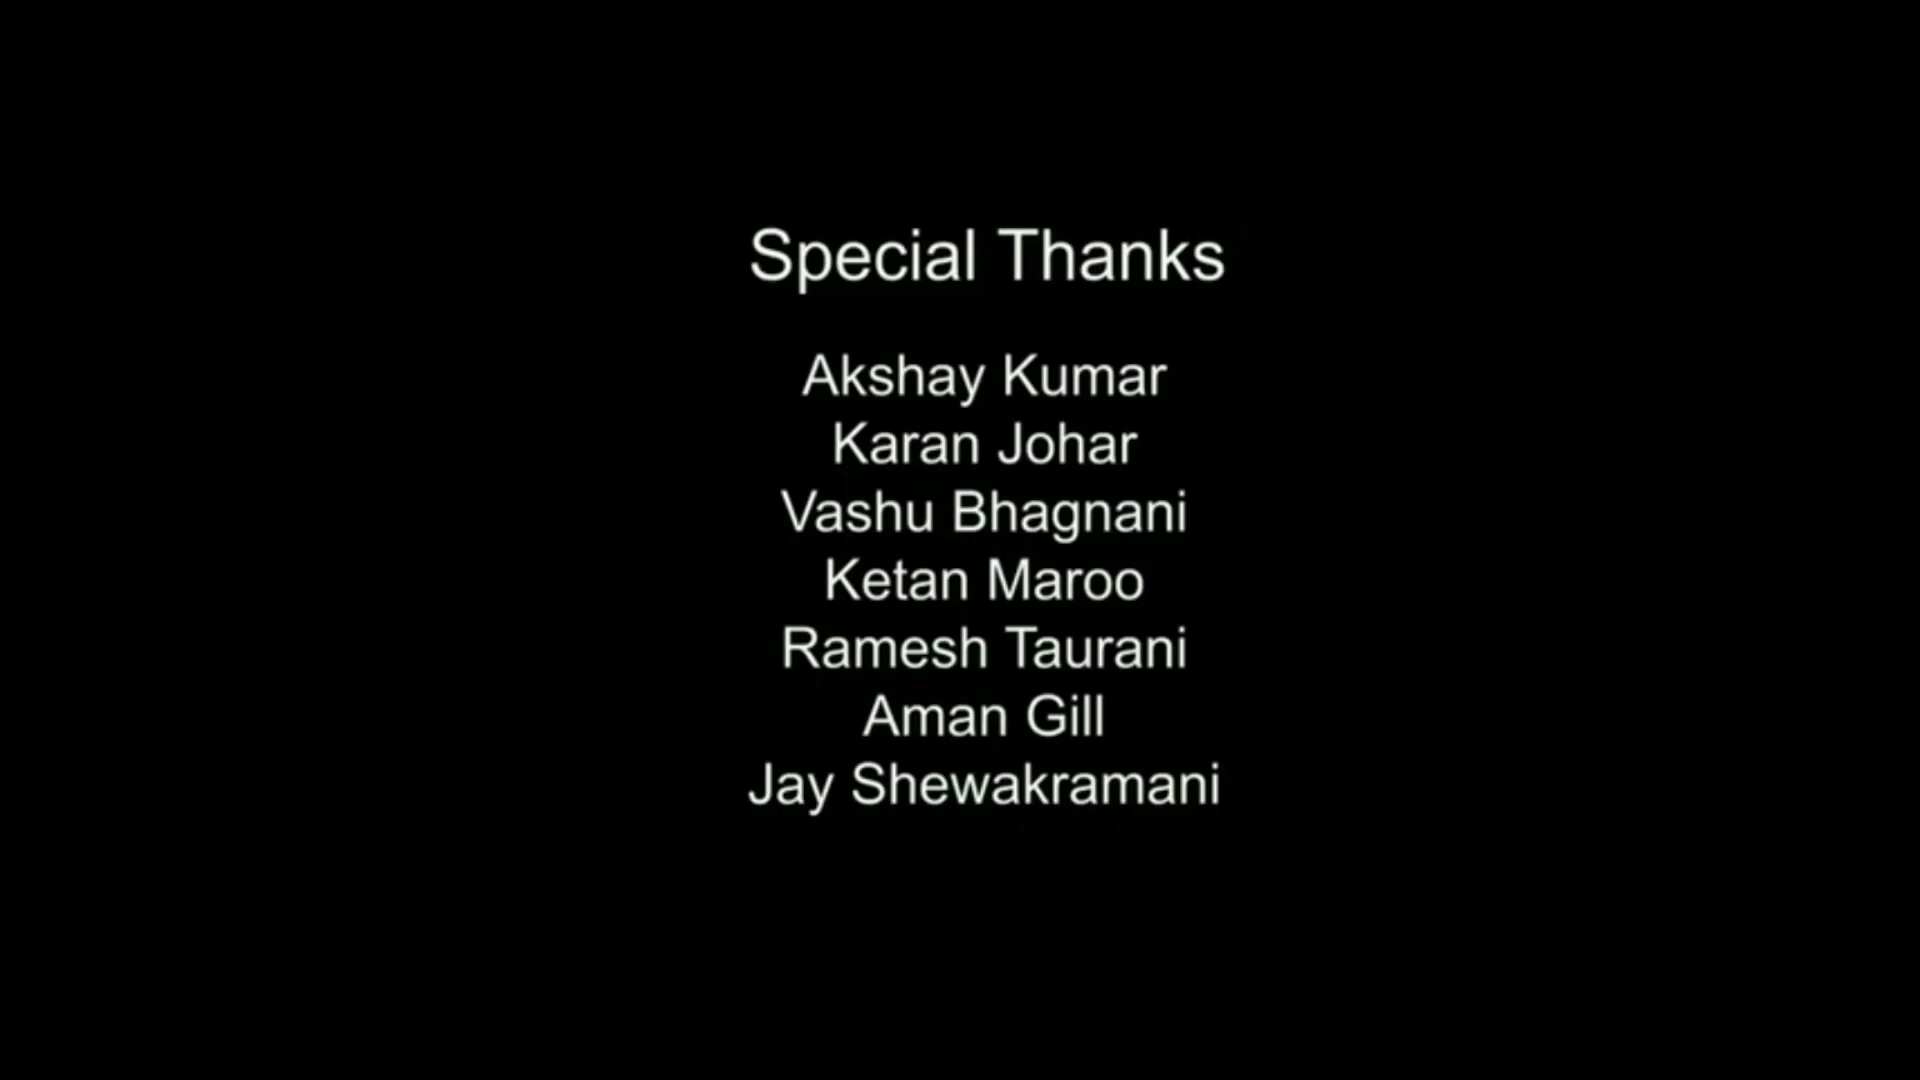 Special Thanks
Akshay Kumar
Karan Johar
Vashu Bhagnani
Ketan Maroo
Ramesh Taurani
Aman Gill
Jay Shewakramani